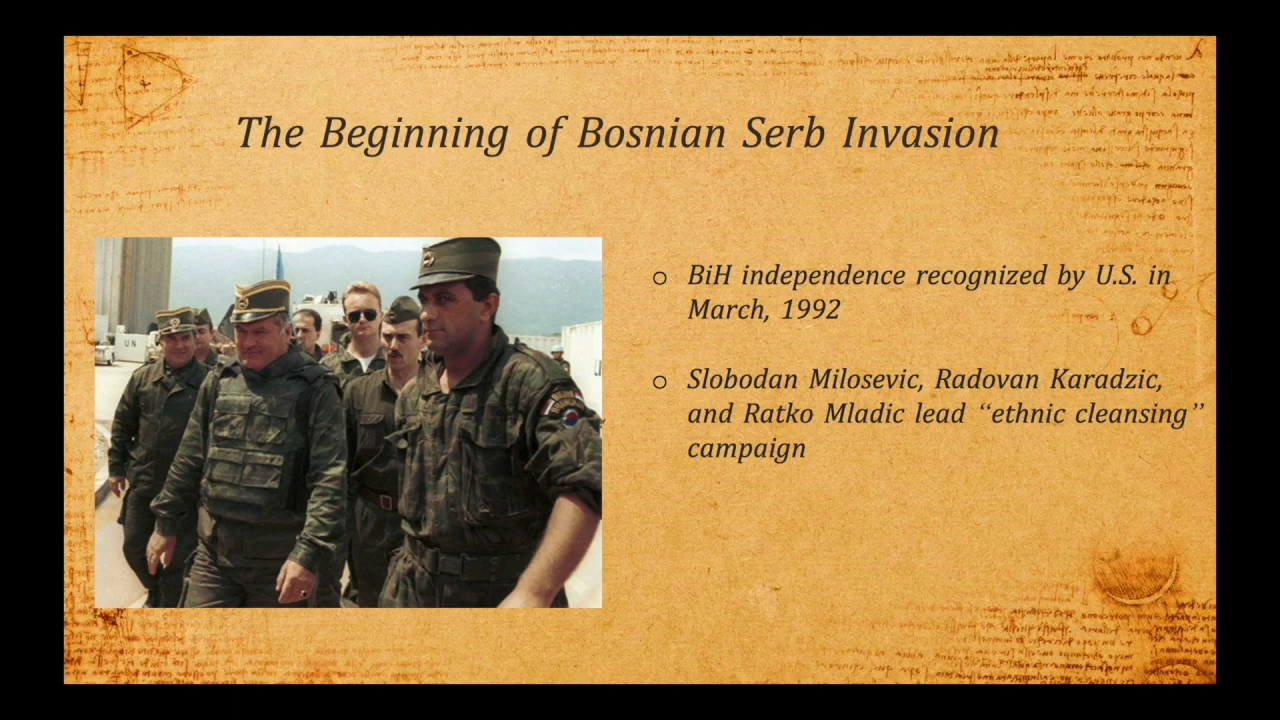 The Beginning of Bosnian Serb Invasion
UN
o BiH independence recognized by U.S. in
March, 1992
o Slobodan Milosevic, Radovan Karadzic,
and Ratko Mladic lead “ethnic cleansing”
campaign